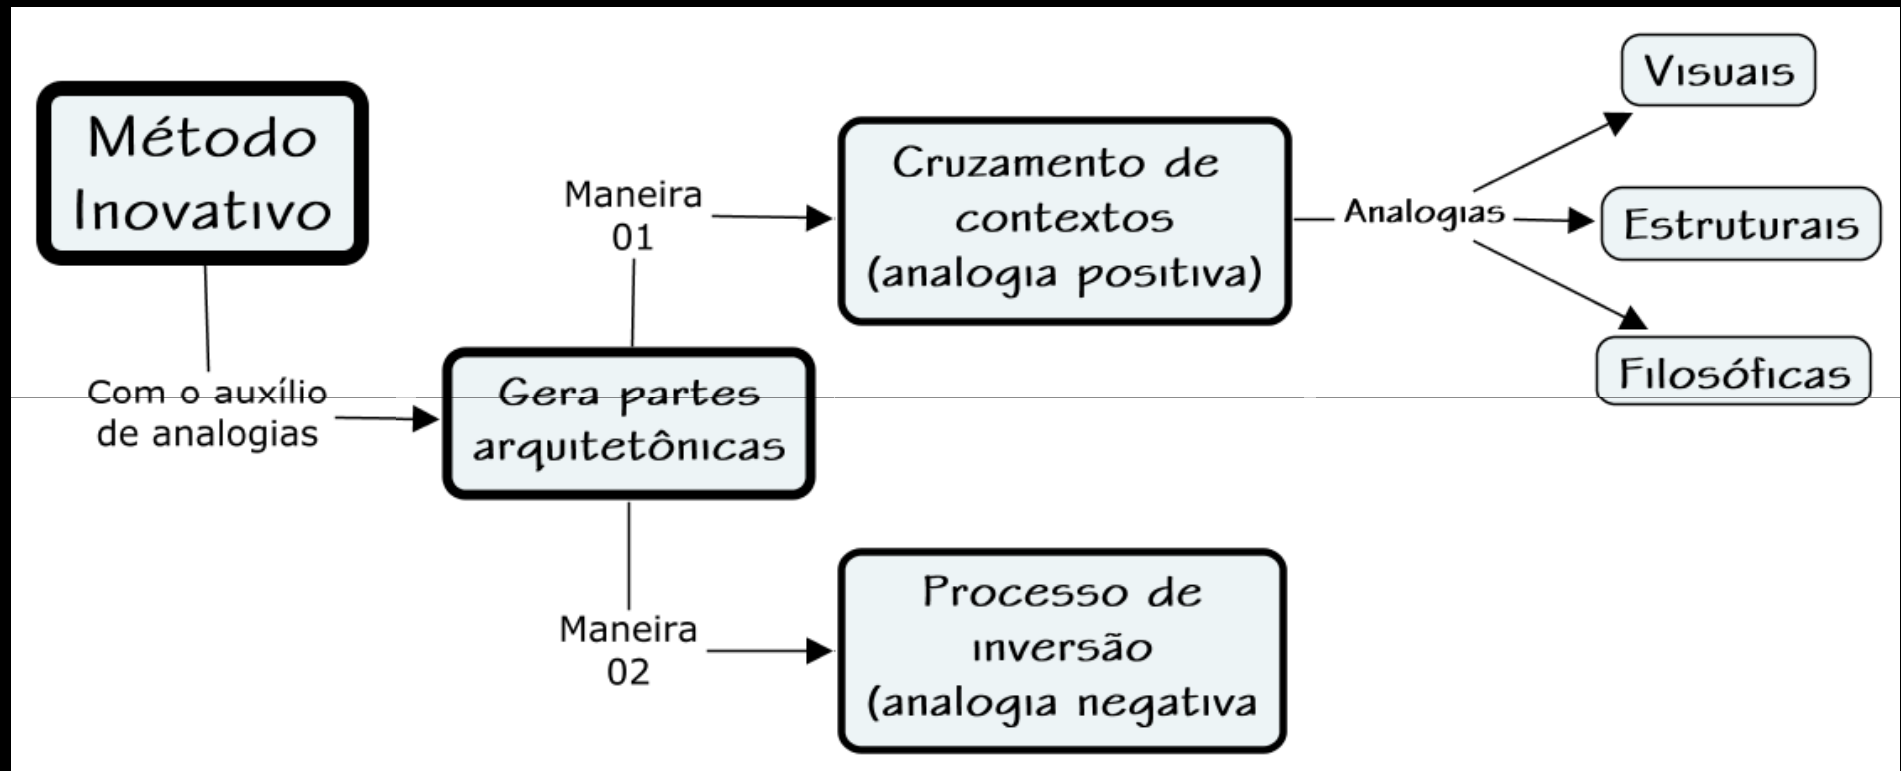 Método
Inovativo
Com o auxílio
de analogias
Gera partes
arquitetônicas
Maneira
01
Cruzamento de
contextos
(analogia positiva)
Analogias
Visuais
Estruturais
Filosóficas
Maneira
02
Processo de
inversão
(analogia negativa